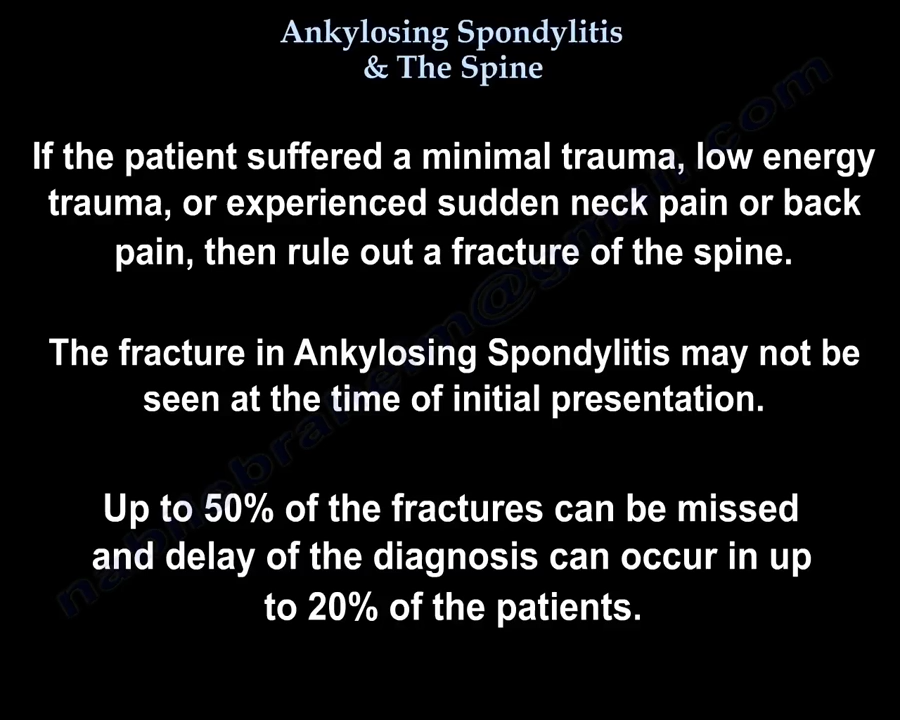 Ankylosing Spondylitis
& The Spine
If the patient suffered a minimal trauma, low energy
trauma, or experienced sudden neck pain or back
pain, then rule out a fracture of the spine.
The fracture in Ankylosing Spondylitis may not be
seen at the time of initial presentation.
Up to 50% of the fractures can be missed
and delay of the diagnosis can occur in up
to 20% of the patients.